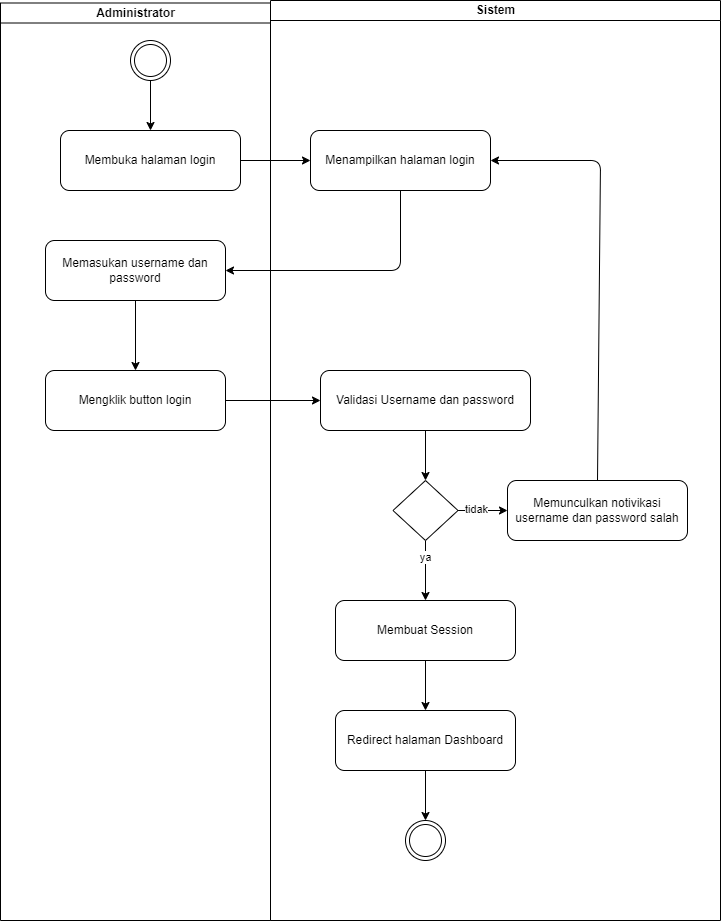 Administrator
Sistem
Membuka halaman login
Menampilkan halaman login
Memasukan username dan
password
Mengklik button login
Validasi Username dan password
tidak
Memunculkan notivikasi
username dan password salah
ya
Membuat Session
Redirect halaman Dashboard